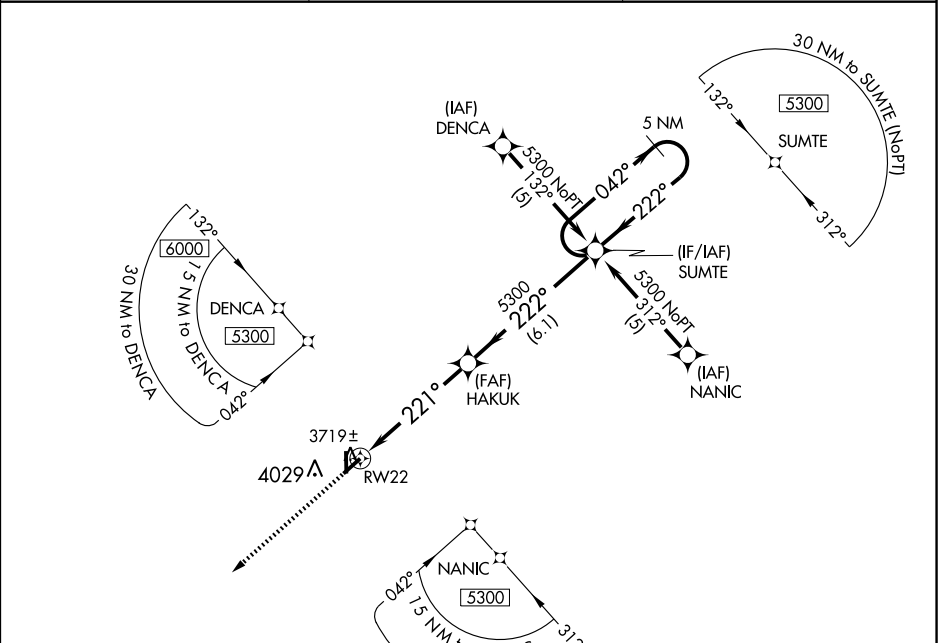 30 NM to SUMTE (NoPT)
132°
5300
SUMTE
312°
(IAF)
DENCA
5300 NoPT
132°
(5)
5 NM
042°
222°
(IF/IAF)
SUMTE
5300 NoPT
312°
(5)
(IAF)
NANIC
132°
6000
30 NM to DENCA
15 NM to DENCA
DENCA
5300
042°
5300
222°
(6.1)
(FAF)
HAKUK
221°
3719±
4029
RW22
NANIC
5300
042°
15 NM